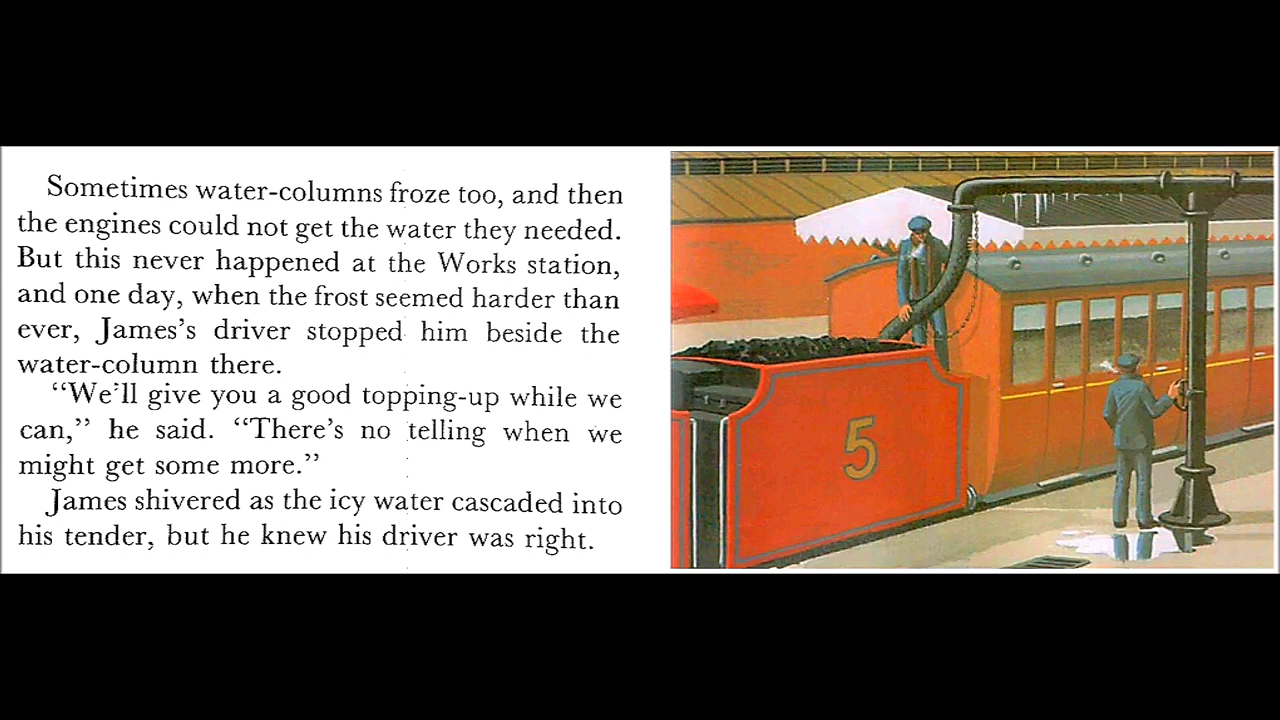 Sometimes water-columns froze too, and then
the engines could not get the water they needed.
But this never happened at the Works station,
and one day, when the frost seemed harder than
ever, James's driver stopped him beside the
water-column there.
"We'll give you a good topping-up while we
can," he said. "There's no telling when we
might get some more."
James shivered as the icy water cascaded into
his tender, but he knew his driver was right.
5